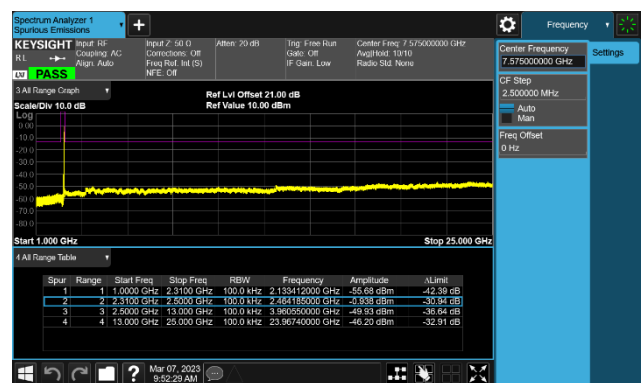 Spectrum Analyzer 1
Spurious Emissions
Frequency
KEYSIGHT Input: RF Input Z: 50 Ω Atten: 20 dB Trig: Free Run Center Freq: 7.575000000 GHz
RL Coupling: AC Corrections: Off Gate: Off Avg|Hold: 10/10
Align: Auto Freq Ref: Int (S) IF Gain: Low Radio Std: None
LXI PASS NFE: Off
Center Frequency
7.575000000 GHz
Settings
CF Step
2.500000 MHz
Auto
Man
Freq Offset
0 Hz
3 All Range Graph
Ref Lvl Offset 21.00 dB
Scale/Div 10.0 dB Ref Value 10.00 dBm
Log
0.00
-10.0
-20.0
-30.0
-40.0
-50.0
-60.0
-70.0
-80.0
Start 1.000 GHz Stop 25.000 GHz
4 All Range Table
Spur Range Start Freq Stop Freq RBW Frequency Amplitude ΔLimit
1 1 1.0000 GHz 2.3100 GHz 100.0 kHz 2.133412000 GHz -55.68 dBm -42.39 dB
2 2 2.3100 GHz 2.5000 GHz 100.0 kHz 2.464185000 GHz -0.938 dBm -30.94 dB
3 3 2.5000 GHz 13.000 GHz 100.0 kHz 3.960550000 GHz -49.93 dBm -36.64 dB
4 4 13.000 GHz 25.000 GHz 100.0 kHz 23.96740000 GHz -46.20 dBm -32.91 dB
? Mar 07, 2023
9:52:29 AM